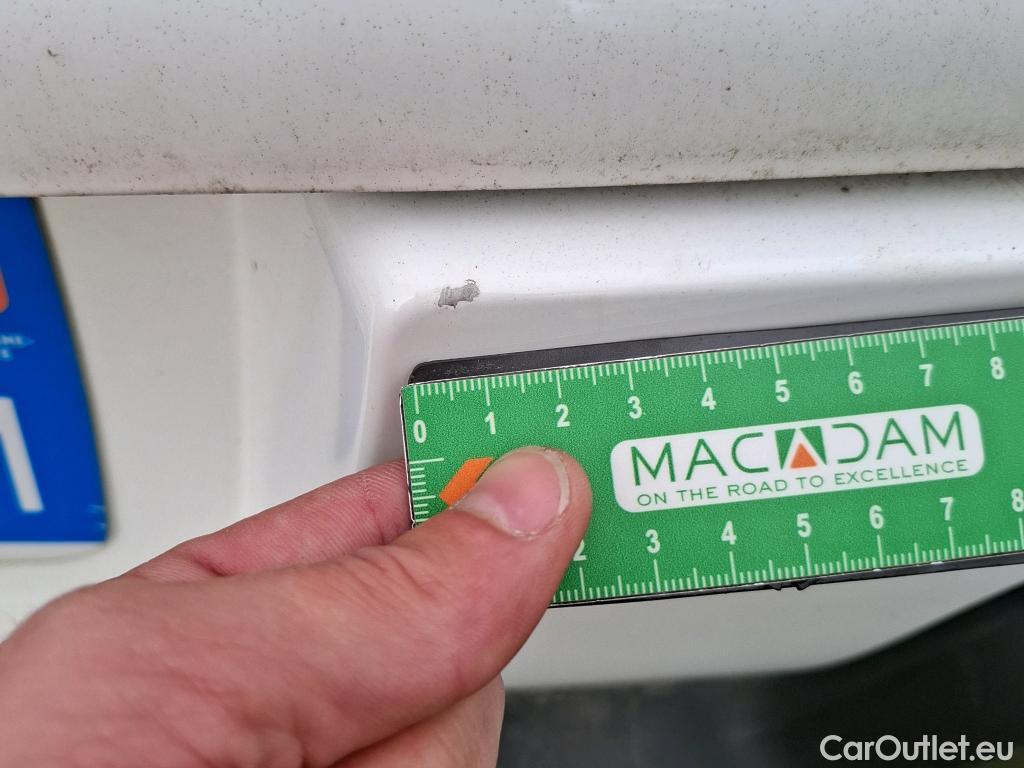 0 1 2 3 4 5 6 7 8
MACADAM
ON THE ROAD TO EXCELLENCE
2 3 4 5 6 7 8
CarOutlet.eu